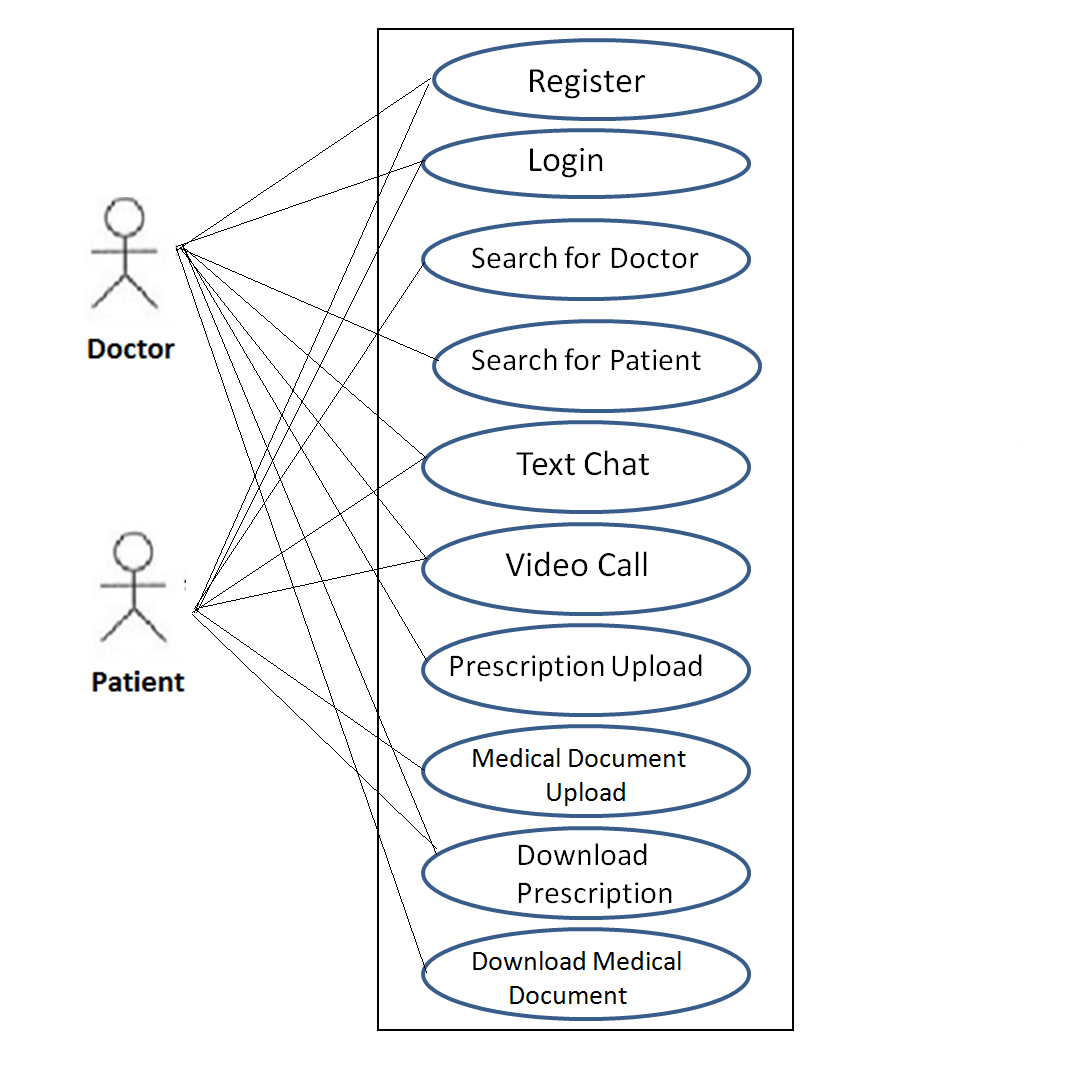 Register
Login
Search for Doctor
Search for Patient
Text Chat
Video Call
Prescription Upload
Medical Document
Upload
Download
Prescription
Download Medical
Document
Doctor
Patient